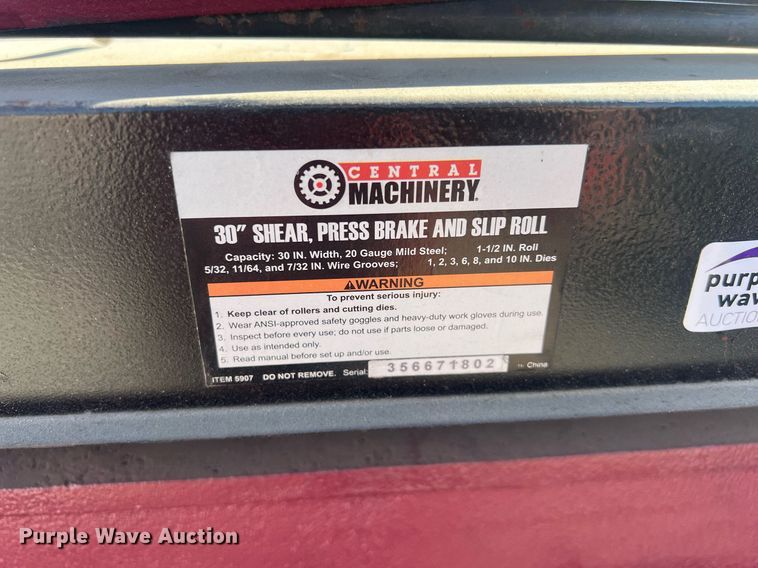 CENTRAL
MACHINERY®
30" SHEAR, PRESS BRAKE AND SLIP ROLL
Capacity: 30 IN. Width, 20 Gauge Mild Steel; 1-1/2 IN. Roll
5/32, 11/64, and 7/32 IN. Wire Grooves; 1, 2, 3, 6, 8, and 10 IN. Dies
WARNING
To prevent serious injury:
1. Keep clear of rollers and cutting dies.
2. Wear ANSI-approved safety goggles and heavy-duty work gloves during use.
3. Inspect before every use; do not use if parts loose or damaged.
4. Use as intended only.
5. Read manual before set up and/or use.
ITEM 5907 DO NOT REMOVE. Serial: 356671802 China
purp
wav
AUCTIO
Purple Wave Auction